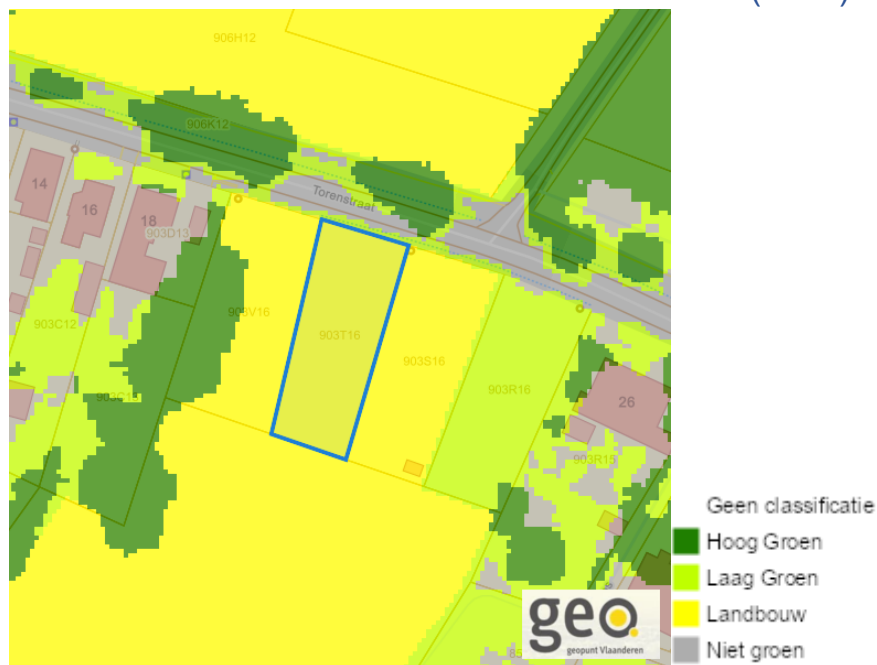 906H12
906K12
Torenstraat
14
16
18
903D13
903V16
903T16
903S16
903C12
903R16
26
903R15
geo.
geopunt Vlaanderen
Geen classificatie
Hoog Groen
Laag Groen
Landbouw
Niet groen